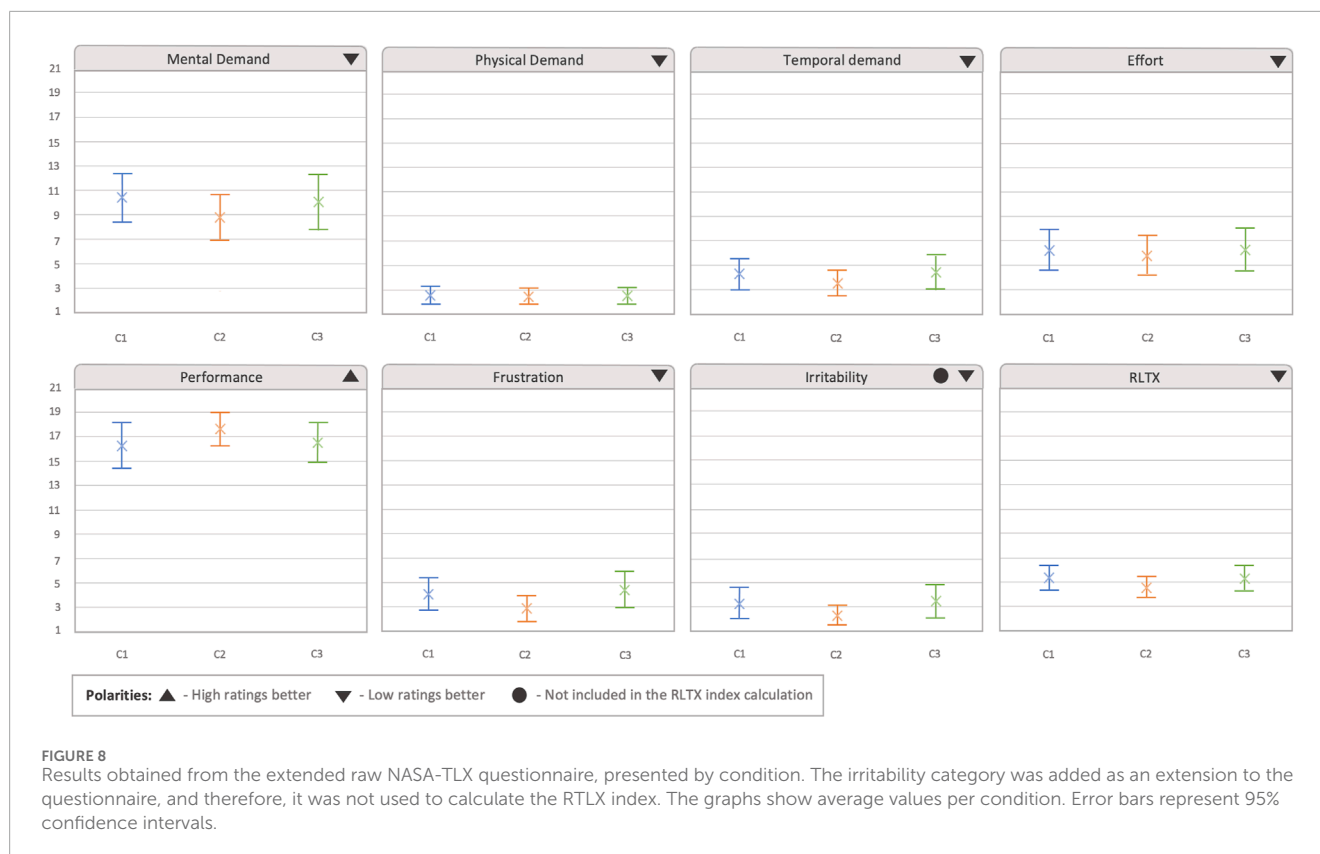 Mental Demand ▼ Physical Demand ▼ Temporal demand ▼ Effort ▼
21
19
17
15
13
11
9
7
5
3
1
C1 C2 C3 C1 C2 C3 C1 C2 C3 C1 C2 C3
Performance ▲ Frustration ▼ Irritability ● ▼ RLTX ▼
21
19
17
15
13
11
9
7
5
3
1
C1 C2 C3 C1 C2 C3 C1 C2 C3 C1 C2 C3
Polarities: ▲ - High ratings better ▼ - Low ratings better ● - Not included in the RLTX index calculation
FIGURE 8
Results obtained from the extended raw NASA-TLX questionnaire, presented by condition. The irritability category was added as an extension to the
questionnaire, and therefore, it was not used to calculate the RTLX index. The graphs show average values per condition. Error bars represent 95%
confidence intervals.